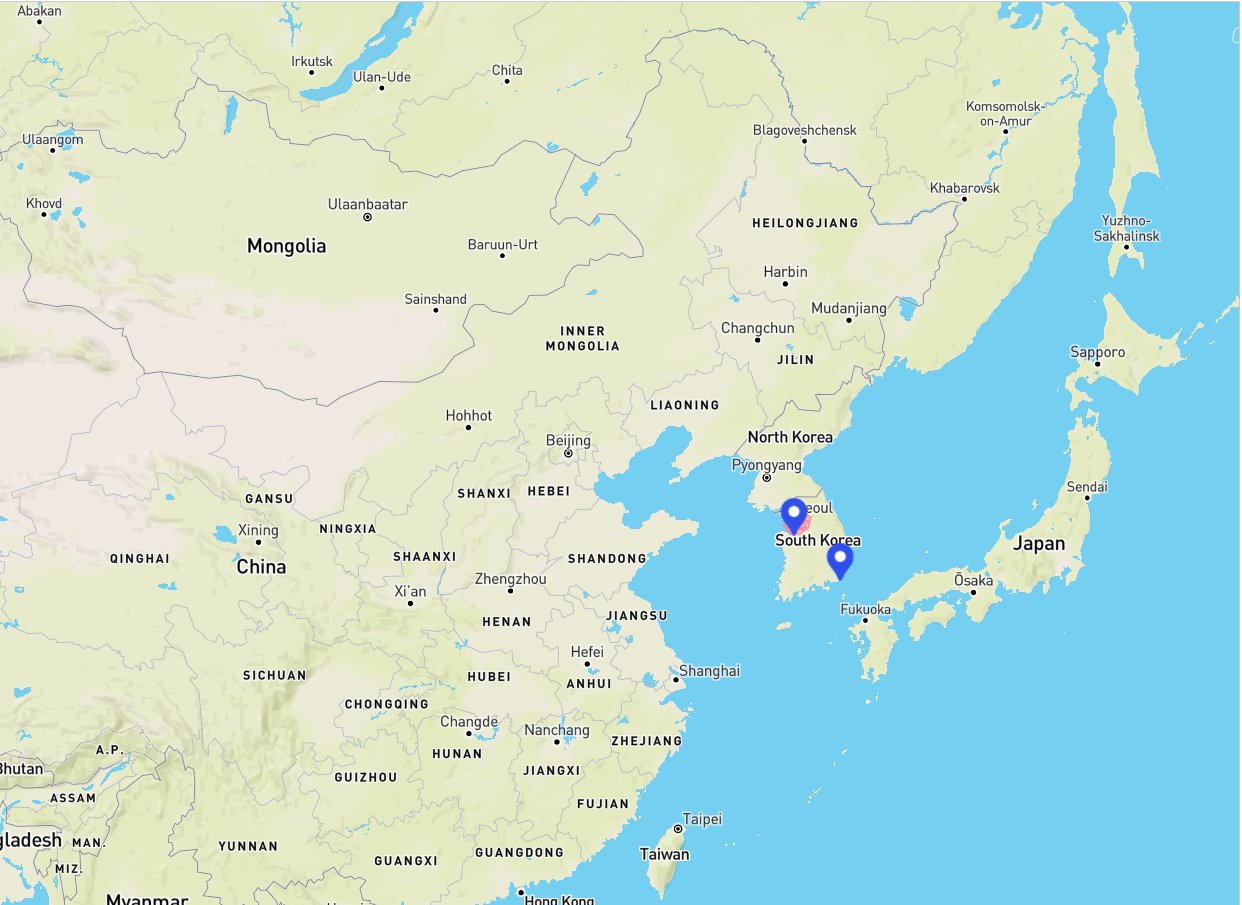 Abakan
Irkutsk
Ulan-Ude
Chita
Komsomolsk-
on-Amur
Blagoveshchensk
Ulaangom
Khabarovsk
Khovd
Ulaanbaatar
HEILONGJIANG
Yuzhno-
Sakhalinsk
Mongolia
Baruun-Urt
Harbin
Sainshand
Mudanjiang
INNER
MONGOLIA
Changchun
JILIN
Sapporo
LIAONING
Hohhot
North Korea
Beijing
Pyongyang
GANSU
SHANXI
HEBEI
Sendai
eoul
Xining
NINGXIA
South Korea
Japan
QINGHAI
SHAANXI
SHANDONG
China
Zhengzhou
Ōsaka
Xi'an
Fukuoka
HENAN
JIANGSU
Hefei
SICHUAN
HUBEI
ANHUI
Shanghai
CHONGQING
Changde
Nanchang
ZHEJIANG
A.P.
HUNAN
Bhutan
GUIZHOU
JIANGXI
ASSAM
FUJIAN
Taipei
gladesh
MAN.
YUNNAN
GUANGXI
GUANGDONG
Taiwan
MIZ.
Myanmar
Hong Kong